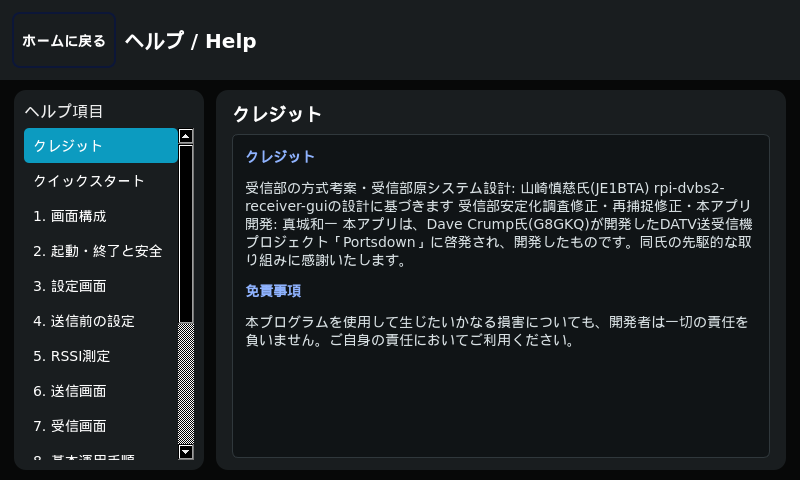 ホームに戻る
ヘルプ / Help
ヘルプ項目
クレジット
クイックスタート
1. 画面構成
2. 起動・終了と安全
3. 設定画面
4. 送信前の設定
5. RSSI測定
6. 送信画面
7. 受信画面
8. 基本運用手順
クレジット
クレジット
受信部の方式考案・受信部原システム設計: 山崎慎慈氏(JE1BTA) rpi-dvbs2-
receiver-guiの設計に基づきます 受信部安定化調査修正・再捕捉修正・本アプリ
開発: 真城和一 本アプリは、Dave Crump氏(G8GKQ)が開発したDATV送受信機
プロジェクト「Portsdown」に啓発され、開発したものです。同氏の先駆的な取
り組みに感謝いたします。
免責事項
本プログラムを使用して生じたいかなる損害についても、開発者は一切の責任を
負いません。ご自身の責任においてご利用ください。